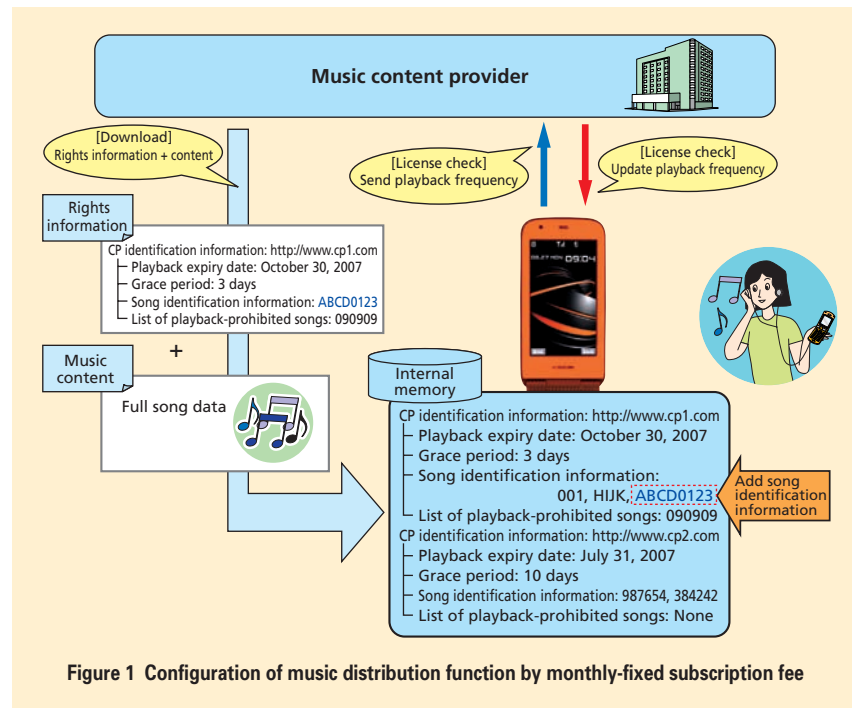 Music content provider
[Download]
Rights information + content
[License check]
Send playback frequency
[License check]
Update playback frequency
Rights
information
CP identification information: http://www.cp1.com
Playback expiry date: October 30, 2007
Grace period: 3 days
Song identification information: ABCD0123
List of playback-prohibited songs: 090909
+
Music
content
Full song data
09:04
Internal
memory
CP identification information: http://www.cp1.com
Playback expiry date: October 30, 2007
Grace period: 3 days
Song identification information:
001, HIJK, ABCD0123
List of playback-prohibited songs: 090909
CP identification information: http://www.cp2.com
Playback expiry date: July 31, 2007
Grace period: 10 days
Song identification information: 987654, 384242
List of playback-prohibited songs: None
Add song
identification
information
Figure 1 Configuration of music distribution function by monthly-fixed subscription fee